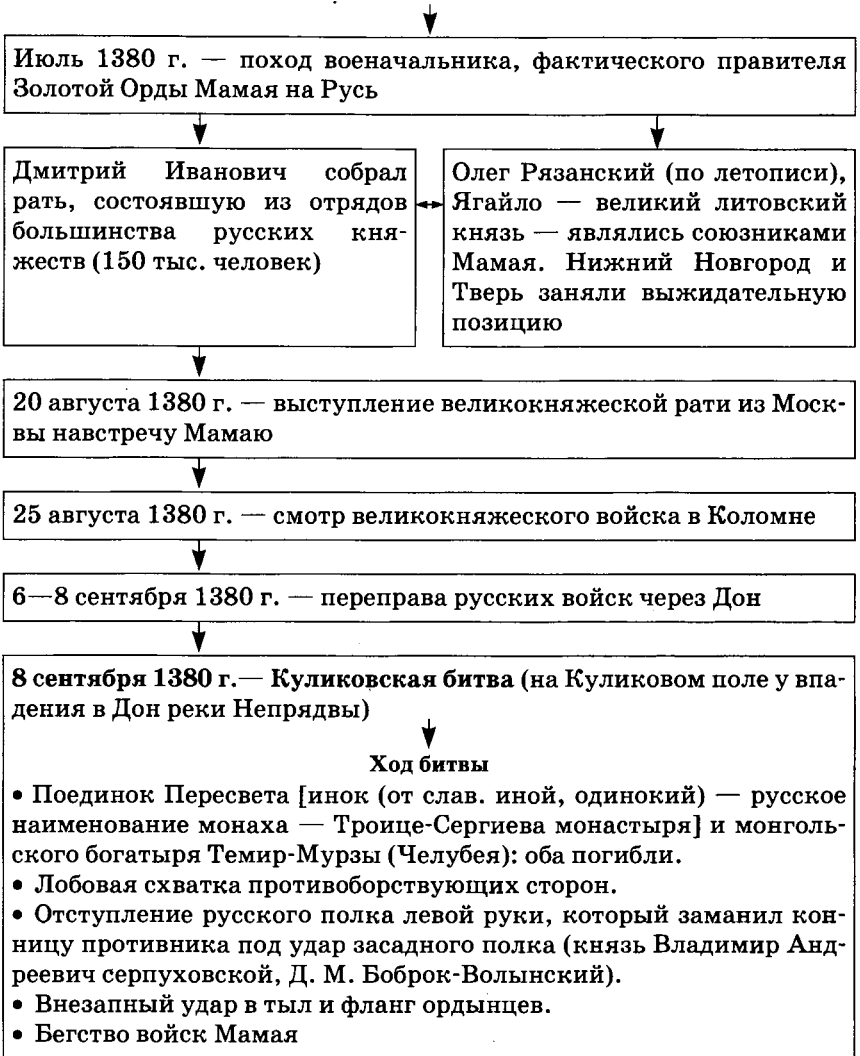 Июль 1380 г. — поход военачальника, фактического правителя
Золотой Орды Мамая на Русь
Дмитрий Иванович собрал
рать, состоявшую из отрядов
большинства русских кня-
жеств (150 тыс. человек)
Олег Рязанский (по летописи),
Ягайло — великий литовский
князь — являлись союзниками
Мамая. Нижний Новгород и
Тверь заняли выжидательную
позицию
20 августа 1380 г. — выступление великокняжеской рати из Моск-
вы навстречу Мамаю
25 августа 1380 г. — смотр великокняжеского войска в Коломне
6—8 сентября 1380 г. — переправа русских войск через Дон
8 сентября 1380 г.— Куликовская битва (на Куликовом поле у впа-
дения в Дон реки Непрядвы)
Ход битвы
• Поединок Пересвета [инок (от слав. иной, одинокий) — русское
наименование монаха — Троице-Сергиева монастыря] и монголь-
ского богатыря Темир-Мурзы (Челубея): оба погибли.
• Лобовая схватка противоборствующих сторон.
• Отступление русского полка левой руки, который заманил кон-
ницу противника под удар засадного полка (князь Владимир Анд-
реевич серпуховской, Д. М. Боброк-Волынский).
• Внезапный удар в тыл и фланг ордынцев.
• Бегство войск Мамая